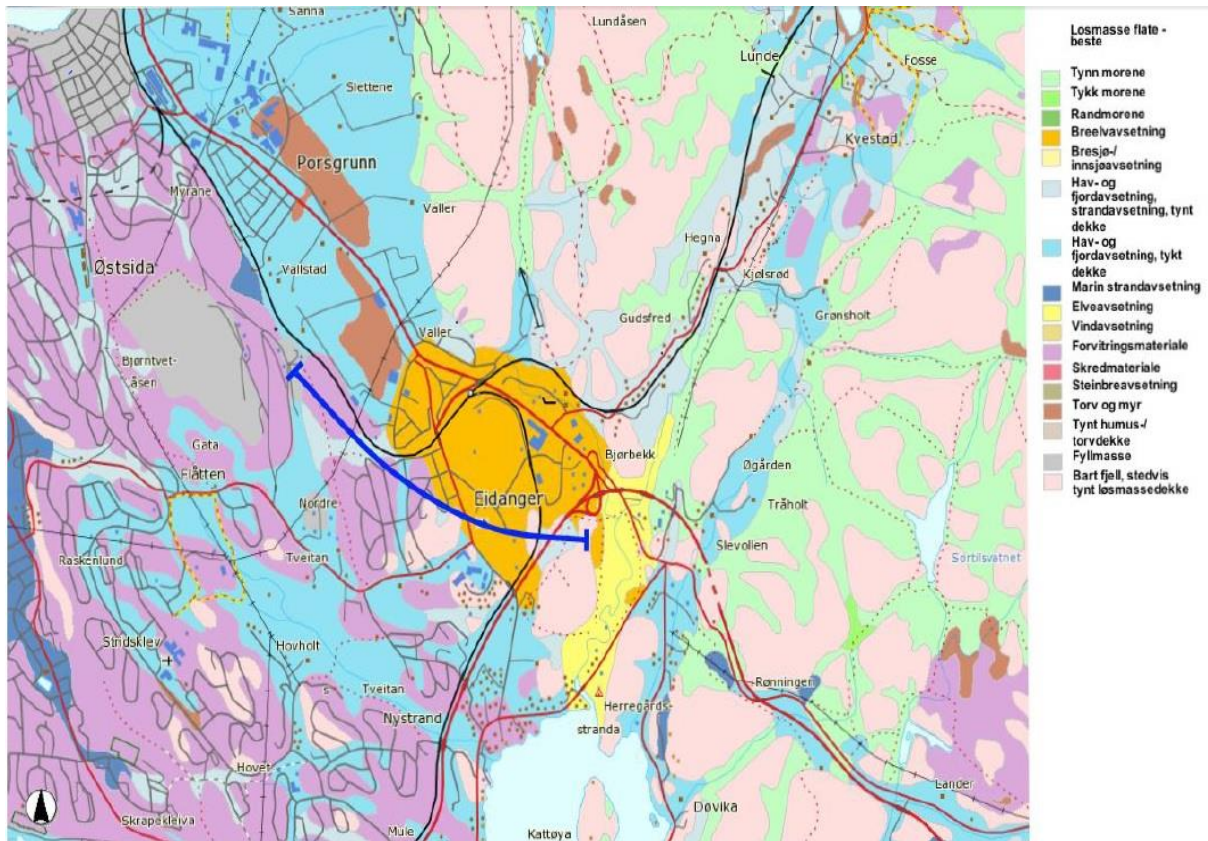 Sanna
Lundåsen
Slettene
Lunde
Fosse
Kvestad
Porsgrunn
Myrane
Valler
Østsida
Vallstad
Hegna
Kjølsrød
Grønsholt
Gudsfred
Valler
Bjørntvet-
åsen
Gata
Bjørbekk
Flåtten
Øgården
Eidanger
Nordre
Tråholt
Slevollen
Raskenlund
Tveitan
Sortilsvatnet
Stridsklev
Hovholt
Rønningen
Tveitan
Nystrand
Herregårds-
stranda
Hovet
Lander
Skrapekleiva
Døvika
Mule
Kattøya
Losmasse flate -
beste
Tynn morene
Tykk morene
Randmorene
Breelvavsetning
Bresjø-/
innsjøavsetning
Hav- og
fjordavsetning,
strandavsetning, tynt
dekke
Hav- og
fjordavsetning, tykt
dekke
Marin strandavsetning
Elveavsetning
Vindavsetning
Forvitringsmateriale
Skredmateriale
Steinbreavsetning
Torv og myr
Tynt humus-/
torvdekke
Fyllmasse
Bart fjell, stedvis
tynt løsmassedekke